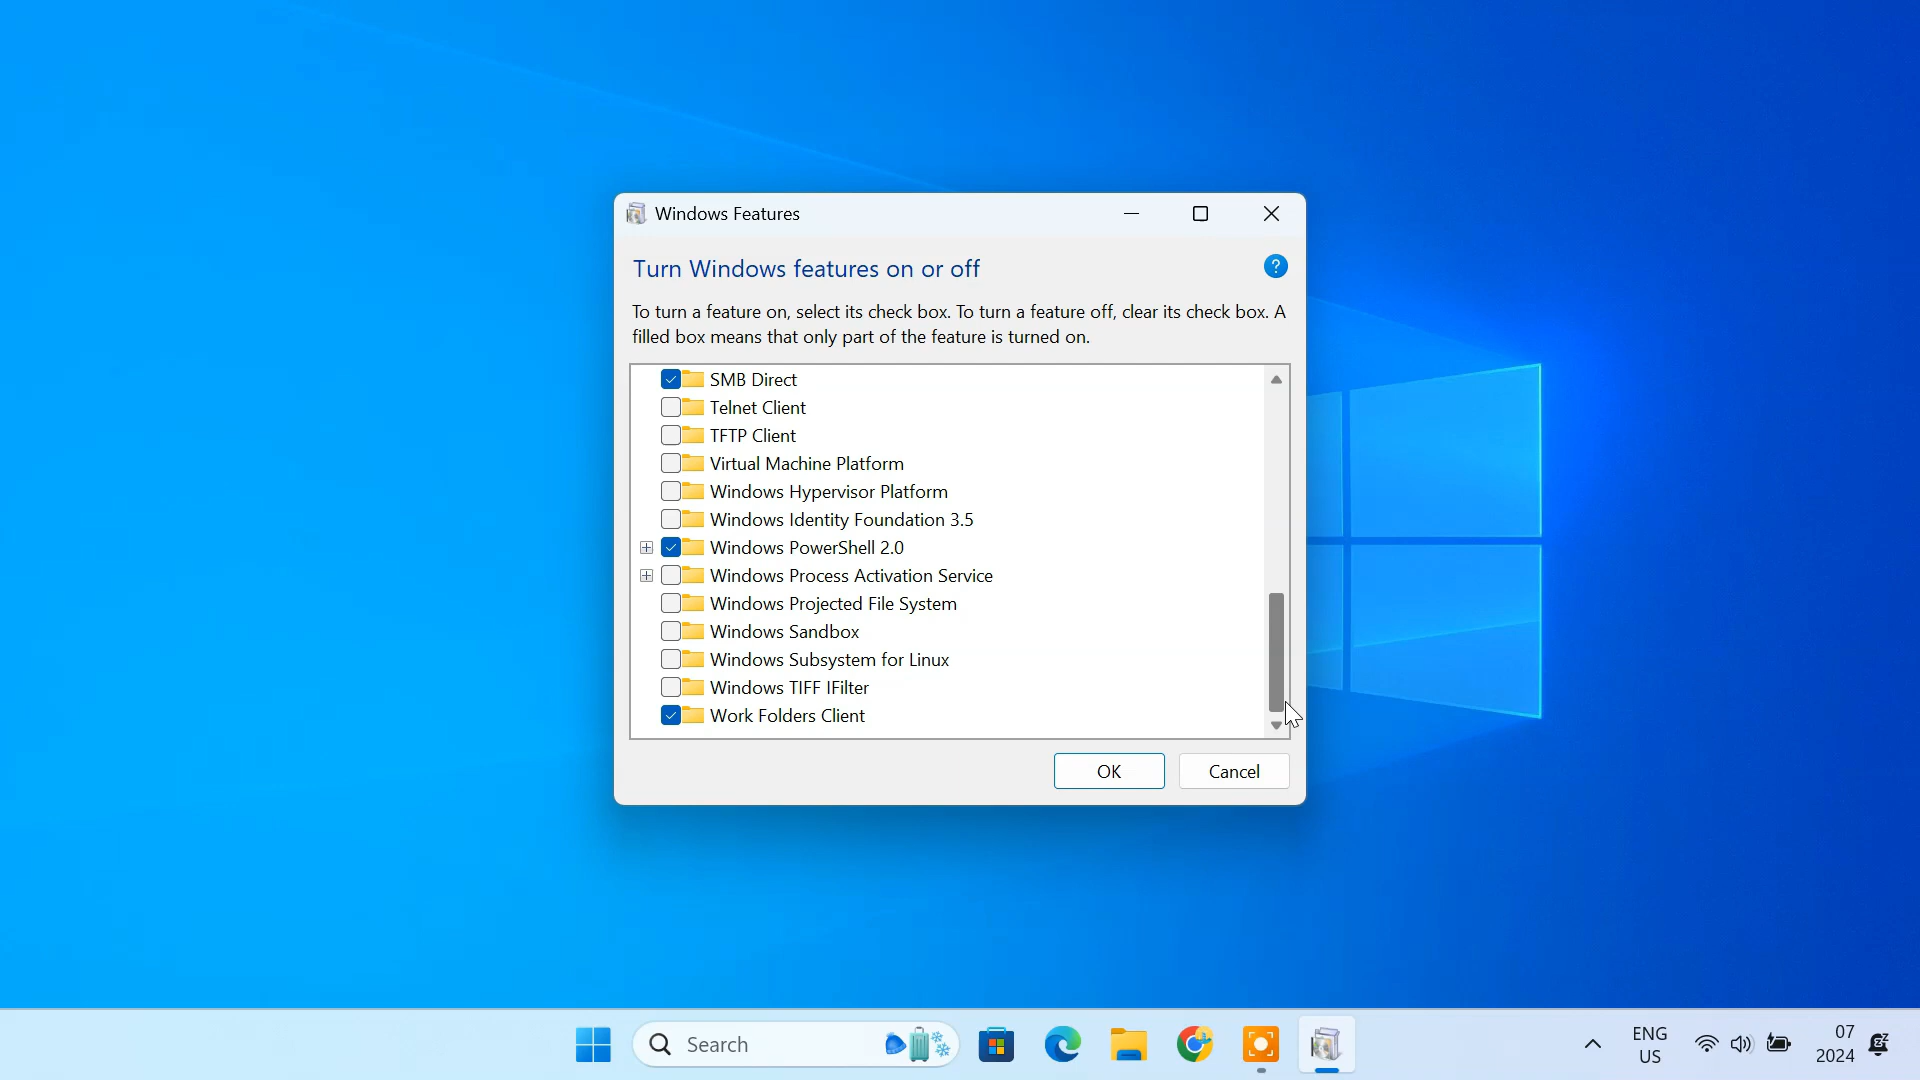 Windows Features
Turn Windows features on or off
?
To turn a feature on, select its check box. To turn a feature off, clear its check box. A
filled box means that only part of the feature is turned on.
SMB Direct
Telnet Client
TFTP Client
Virtual Machine Platform
Windows Hypervisor Platform
Windows Identity Foundation 3.5
Windows PowerShell 2.0
Windows Process Activation Service
Windows Projected File System
Windows Sandbox
Windows Subsystem for Linux
Windows TIFF IFilter
Work Folders Client
OK
Cancel
Search
ENG
US
07
2024